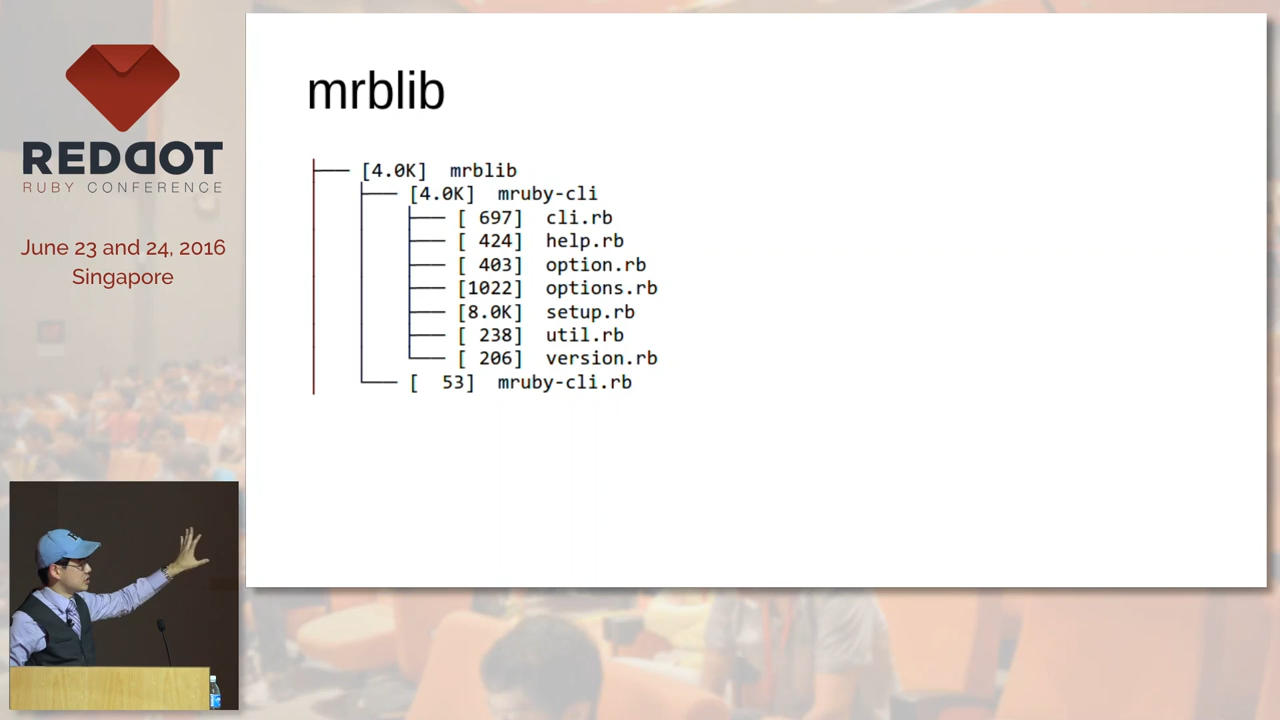 REDDOT
RUBY CONFERENCE
June 23 and 24, 2016
Singapore
mrblib
├── [4.0K]  mrblib
│   ├── [4.0K]  mruby-cli
│   │   ├── [ 697]  cli.rb
│   │   ├── [ 424]  help.rb
│   │   ├── [ 403]  option.rb
│   │   ├── [1022]  options.rb
│   │   ├── [8.0K]  setup.rb
│   │   ├── [ 238]  util.rb
│   │   └── [ 206]  version.rb
│   └── [  53]  mruby-cli.rb